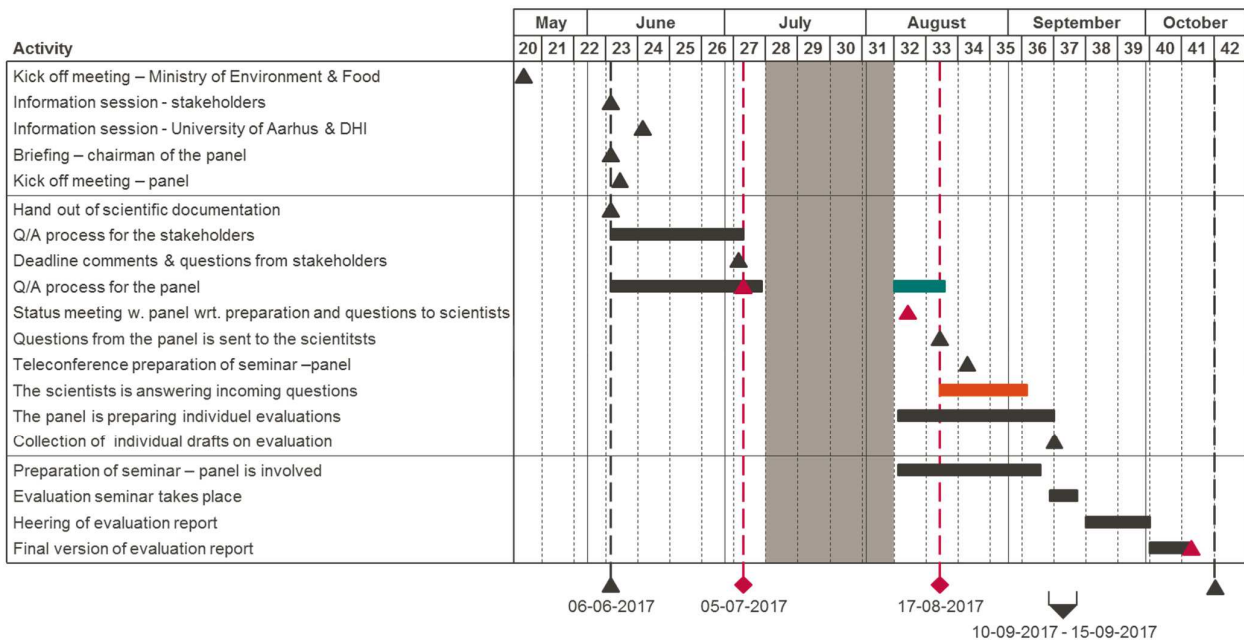 May June July August September October
Activity 20 21 22 23 24 25 26 27 28 29 30 31 32 33 34 35 36 37 38 39 40 41 42
Kick off meeting – Ministry of Environment & Food
Information session - stakeholders
Information session - University of Aarhus & DHI
Briefing – chairman of the panel
Kick off meeting – panel
Hand out of scientific documentation
Q/A process for the stakeholders
Deadline comments & questions from stakeholders
Q/A process for the panel
Status meeting w. panel wrt. preparation and questions to scientists
Questions from the panel is sent to the scientitsts
Teleconference preparation of seminar –panel
The scientists is answering incoming questions
The panel is preparing individuel evaluations
Collection of individual drafts on evaluation
Preparation of seminar – panel is involved
Evaluation seminar takes place
Heering of evaluation report
Final version of evaluation report
06-06-2017 05-07-2017 17-08-2017
10-09-2017 - 15-09-2017